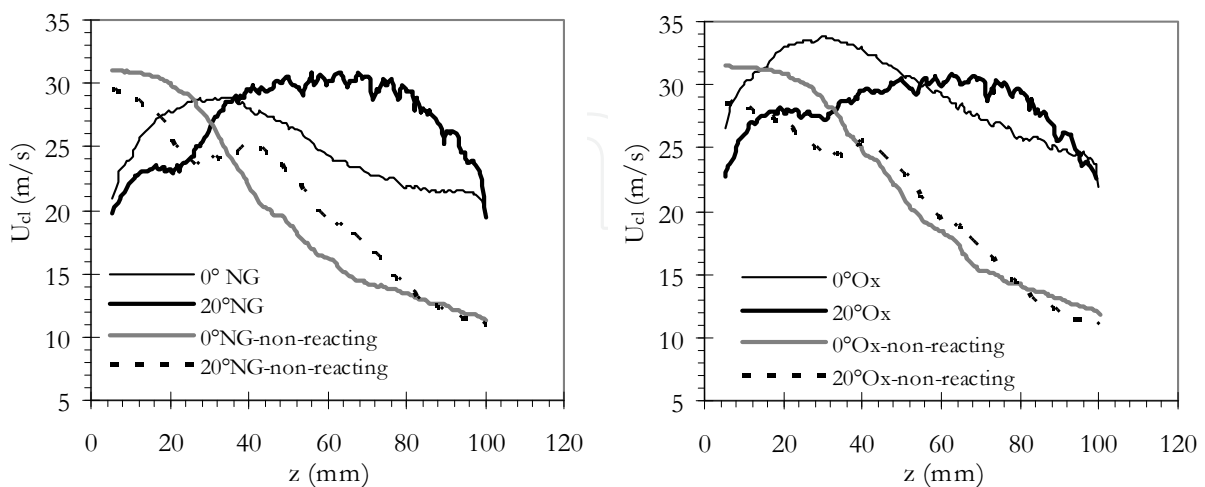 35
30
25
20
15
10
5
U_cl (m/s)
0° NG
20°NG
0°NG-non-reacting
20°NG-non-reacting
0 20 40 60 80 100 120
z (mm)
35
30
25
20
15
10
5
U_cl (m/s)
0°Ox
20°Ox
0°Ox-non-reacting
20°Ox-non-reacting
0 20 40 60 80 100 120
z (mm)